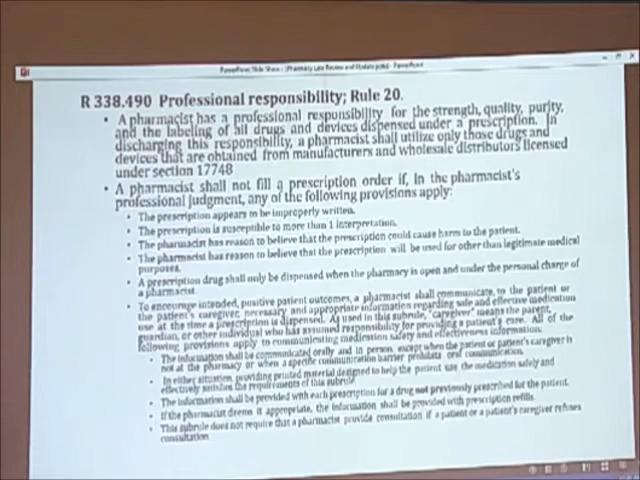 PowerPoint Slide Show - [Pharmacy Law Review and Update pptx] - PowerPoint
R 338.490 Professional responsibility; Rule 20.
• A pharmacist has a professional responsibility for the strength, quality, purity,
and the labeling of all drugs and devices dispensed under a prescription. In
discharging this responsibility, a pharmacist shall utilize only those drugs and
devices that are obtained from manufacturers and wholesale distributors licensed
under section 17748
• A pharmacist shall not fill a prescription order if, in the pharmacist's
professional judgment, any of the following provisions apply:
• The prescription appears to be improperly written.
• The prescription is susceptible to more than 1 interpretation.
• The pharmacist has reason to believe that the prescription could cause harm to the patient.
• The pharmacist has reason to believe that the prescription will be used for other than legitimate medical
purposes.
• A prescription drug shall only be dispensed when the pharmacy is open and under the personal charge of
a pharmacist.
• To encourage intended, positive patient outcomes, a pharmacist shall communicate, to the patient or
the patient's caregiver, necessary and appropriate information regarding safe and effective medication
use at the time a prescription is dispensed. As used in this subrule, "caregiver" means the parent,
guardian, or other individual who has assumed responsibility for providing a patient's care. All of the
following provisions apply to communicating medication safety and effectiveness information:
• The information shall be communicated orally and in person, except when the patient or patient's caregiver is
not at the pharmacy or when a specific communication barrier prohibits oral communication.
• In either situation, providing printed material designed to help the patient use the medication safely and
effectively satisfies the requirements of this subrule.
• The information shall be provided with each prescription for a drug not previously prescribed for the patient.
• If the pharmacist deems it appropriate, the information shall be provided with prescription refills.
• This subrule does not require that a pharmacist provide consultation if a patient or a patient's caregiver refuses
consultation.